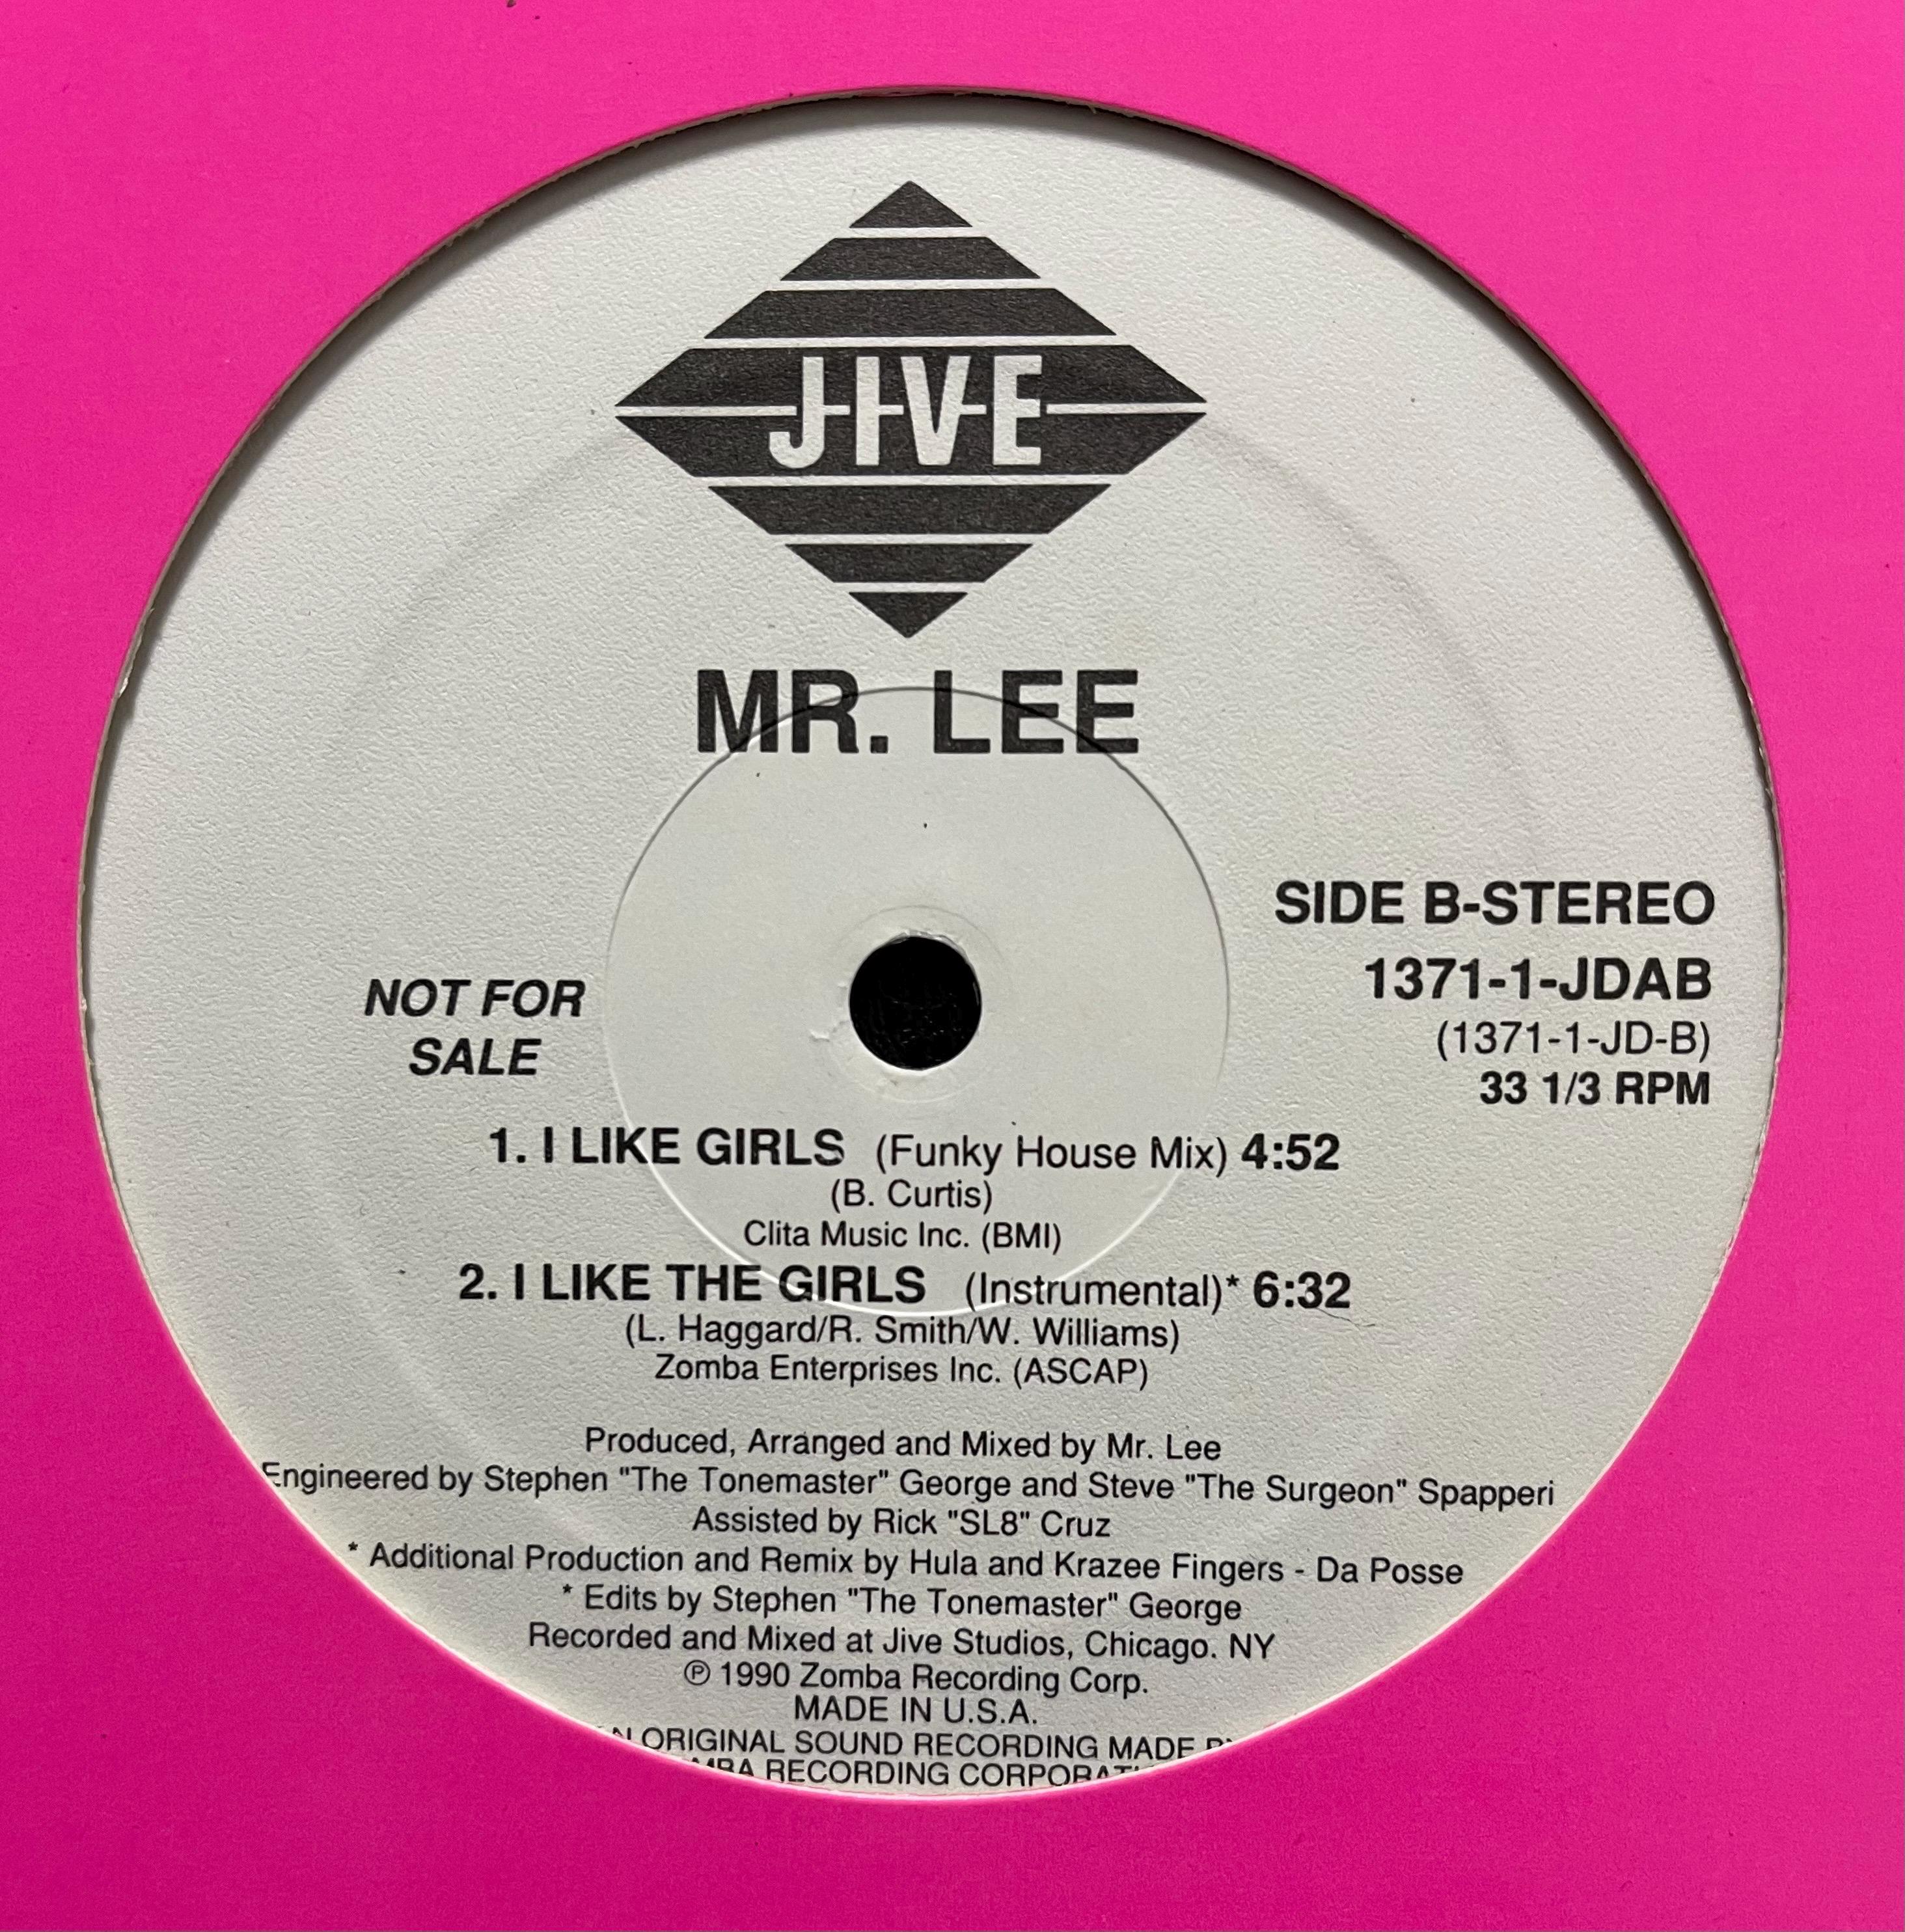 JIVE
MR. LEE
SIDE B-STEREO
1371-1-JDAB
(1371-1-JD-B)
33 1/3 RPM
NOT FOR
SALE
1. I LIKE GIRLS (Funky House Mix) 4:52
(B. Curtis)
Clita Music Inc. (BMI)
2. I LIKE THE GIRLS (Instrumental)* 6:32
(L. Haggard/R. Smith/W. Williams)
Zomba Enterprises Inc. (ASCAP)
Produced, Arranged and Mixed by Mr. Lee
Engineered by Stephen "The Tonemaster" George and Steve "The Surgeon" Spapperi
Assisted by Rick "SL8" Cruz
* Additional Production and Remix by Hula and Krazee Fingers - Da Posse
* Edits by Stephen "The Tonemaster" George
Recorded and Mixed at Jive Studios, Chicago. NY
℗ 1990 Zomba Recording Corp.
MADE IN U.S.A.
ORIGINAL SOUND RECORDING MADE
RECORDING